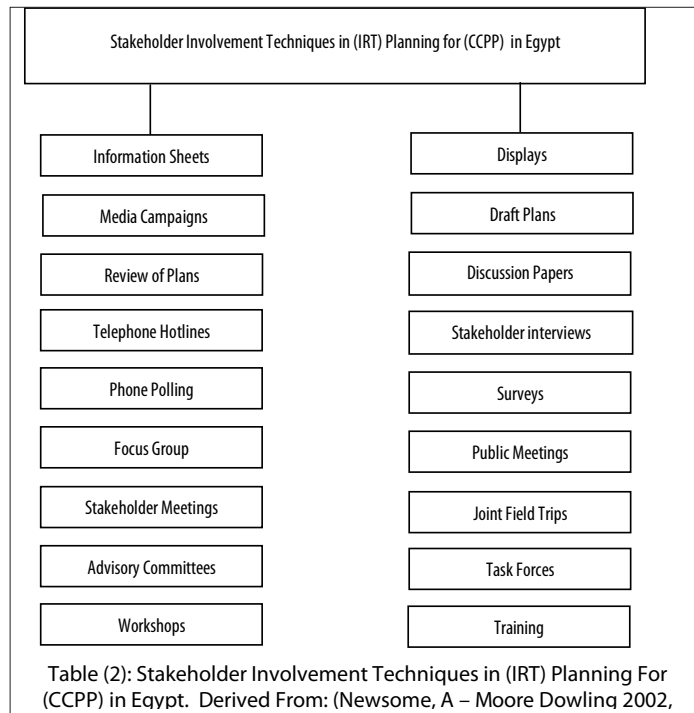 Stakeholder Involvement Techniques in (IRT) Planning for (CCPP) in Egypt
Information Sheets
Media Campaigns
Review of Plans
Telephone Hotlines
Phone Polling
Focus Group
Stakeholder Meetings
Advisory Committees
Workshops
Displays
Draft Plans
Discussion Papers
Stakeholder interviews
Surveys
Public Meetings
Joint Field Trips
Task Forces
Training
Table (2): Stakeholder Involvement Techniques in (IRT) Planning For
(CCPP) in Egypt. Derived From: (Newsome, A – Moore Dowling 2002,